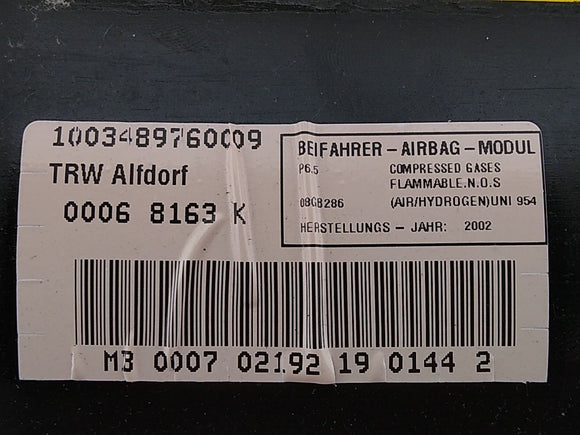 1003489760009
TRW Alfdorf
0006 8163 K
BEIFAHRER - AIRBAG - MODUL
P6.5 COMPRESSED GASES
FLAMMABLE.N.O.S
08GB286 (AIR/HYDROGEN)UNI 954
HERSTELLUNGS - JAHR: 2002
M3 0007 02192 19 0144 2